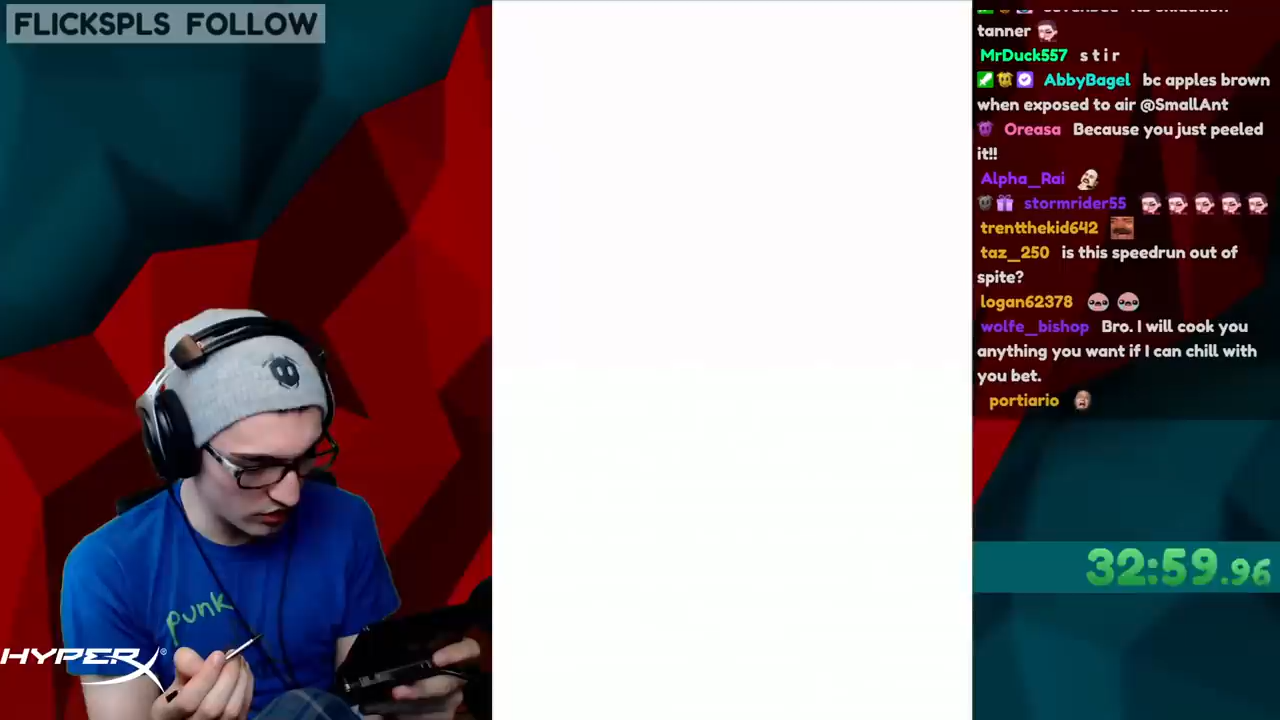 FLICKSPLS FOLLOW
tanner
MrDuck557 s t i r
AbbyBagel bc apples brown
when exposed to air @SmallAnt
Oreasa Because you just peeled
it!!
Alpha_Rai
stormrider55
trentthekid642
taz_250 is this speedrun out of
spite?
logan62378
wolfe_bishop Bro. I will cook you
anything you want if I can chill with
you bet.
portiario
32:59.96
punk
HYPERX®